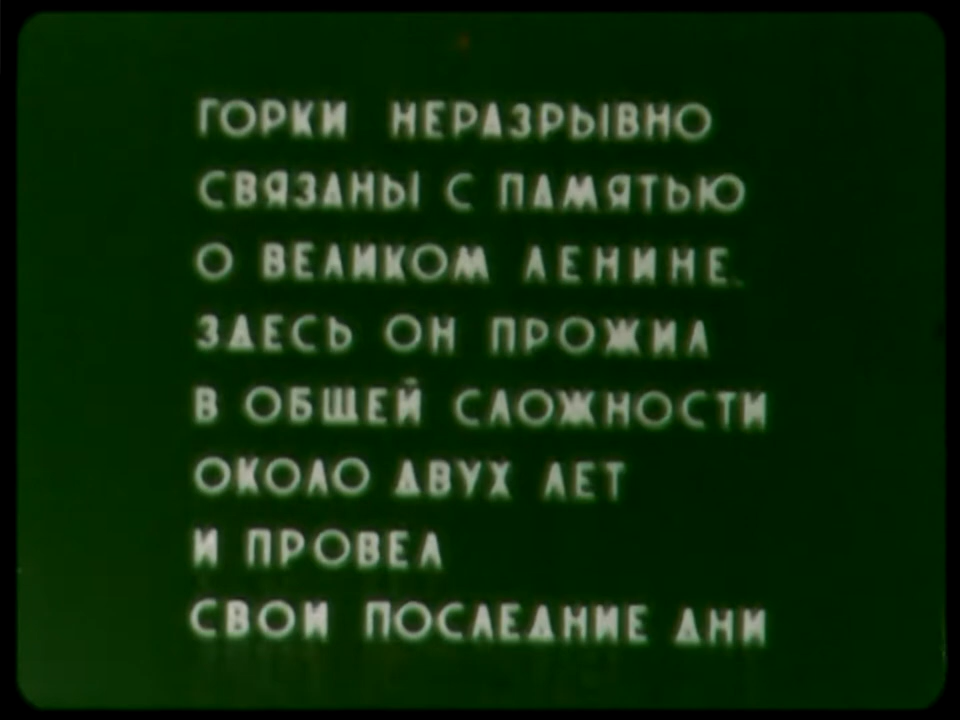 ГОРКИ НЕРАЗРЫВНО
СВЯЗАНЫ С ПАМЯТЬЮ
О ВЕЛИКОМ ЛЕНИНЕ.
ЗДЕСЬ ОН ПРОЖИЛ
В ОБЩЕЙ СЛОЖНОСТИ
ОКОЛО ДВУХ ЛЕТ
И ПРОВЕЛ
СВОИ ПОСЛЕДНИЕ ДНИ